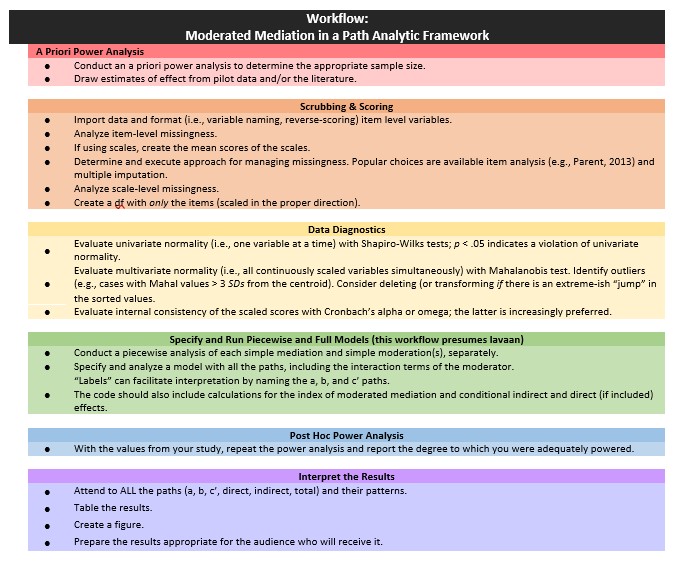 Workflow:
Moderated Mediation in a Path Analytic Framework
A Priori Power Analysis
● Conduct an a priori power analysis to determine the appropriate sample size.
● Draw estimates of effect from pilot data and/or the literature.
Scrubbing & Scoring
● Import data and format (i.e., variable naming, reverse-scoring) item level variables.
● Analyze item-level missingness.
● If using scales, create the mean scores of the scales.
● Determine and execute approach for managing missingness. Popular choices are available item analysis (e.g., Parent, 2013) and
multiple imputation.
● Analyze scale-level missingness.
● Create a df with only the items (scaled in the proper direction).
Data Diagnostics
● Evaluate univariate normality (i.e., one variable at a time) with Shapiro-Wilks tests; p < .05 indicates a violation of univariate
normality.
Evaluate multivariate normality (i.e., all continuously scaled variables simultaneously) with Mahalanobis test. Identify outliers
● (e.g., cases with Mahal values > 3 SDs from the centroid). Consider deleting (or transforming if there is an extreme-ish “jump” in
the sorted values.
● Evaluate internal consistency of the scaled scores with Cronbach’s alpha or omega; the latter is increasingly preferred.
Specify and Run Piecewise and Full Models (this workflow presumes lavaan)
● Conduct a piecewise analysis of each simple mediation and simple moderation(s), separately.
● Specify and analyze a model with all the paths, including the interaction terms of the moderator.
“Labels” can facilitate interpretation by naming the a, b, and c’ paths.
● The code should also include calculations for the index of moderated mediation and conditional indirect and direct (if included)
effects.
Post Hoc Power Analysis
● With the values from your study, repeat the power analysis and report the degree to which you were adequately powered.
Interpret the Results
● Attend to ALL the paths (a, b, c’, direct, indirect, total) and their patterns.
● Table the results.
● Create a figure.
● Prepare the results appropriate for the audience who will receive it.